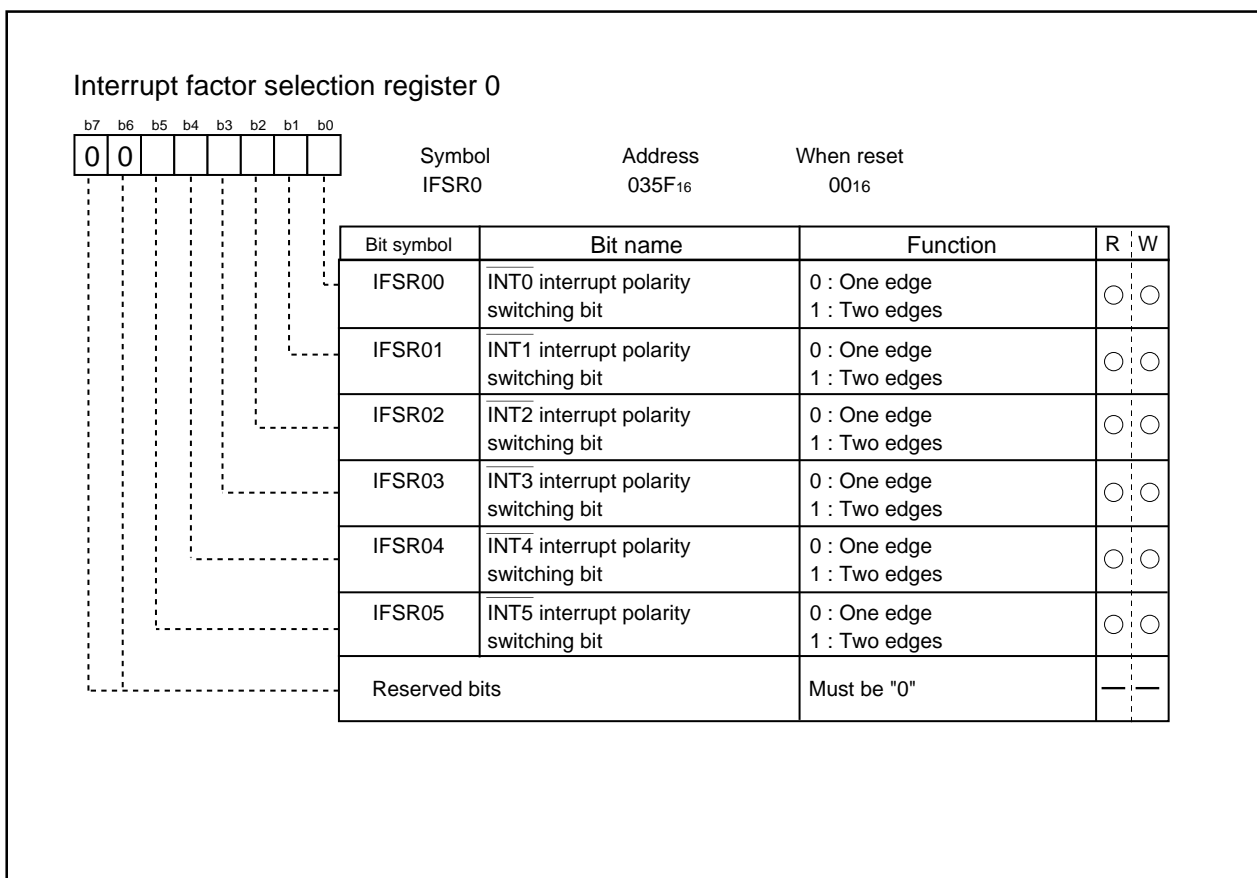 Interrupt factor selection register 0
b7 b6 b5 b4 b3 b2 b1 b0
0 0
Symbol Address When reset
IFSR0 035F16 0016
Bit symbol Bit name Function R W
IFSR00 INT0 interrupt polarity 0 : One edge
switching bit 1 : Two edges
IFSR01 INT1 interrupt polarity 0 : One edge
switching bit 1 : Two edges
IFSR02 INT2 interrupt polarity 0 : One edge
switching bit 1 : Two edges
IFSR03 INT3 interrupt polarity 0 : One edge
switching bit 1 : Two edges
IFSR04 INT4 interrupt polarity 0 : One edge
switching bit 1 : Two edges
IFSR05 INT5 interrupt polarity 0 : One edge
switching bit 1 : Two edges
Reserved bits Must be "0"